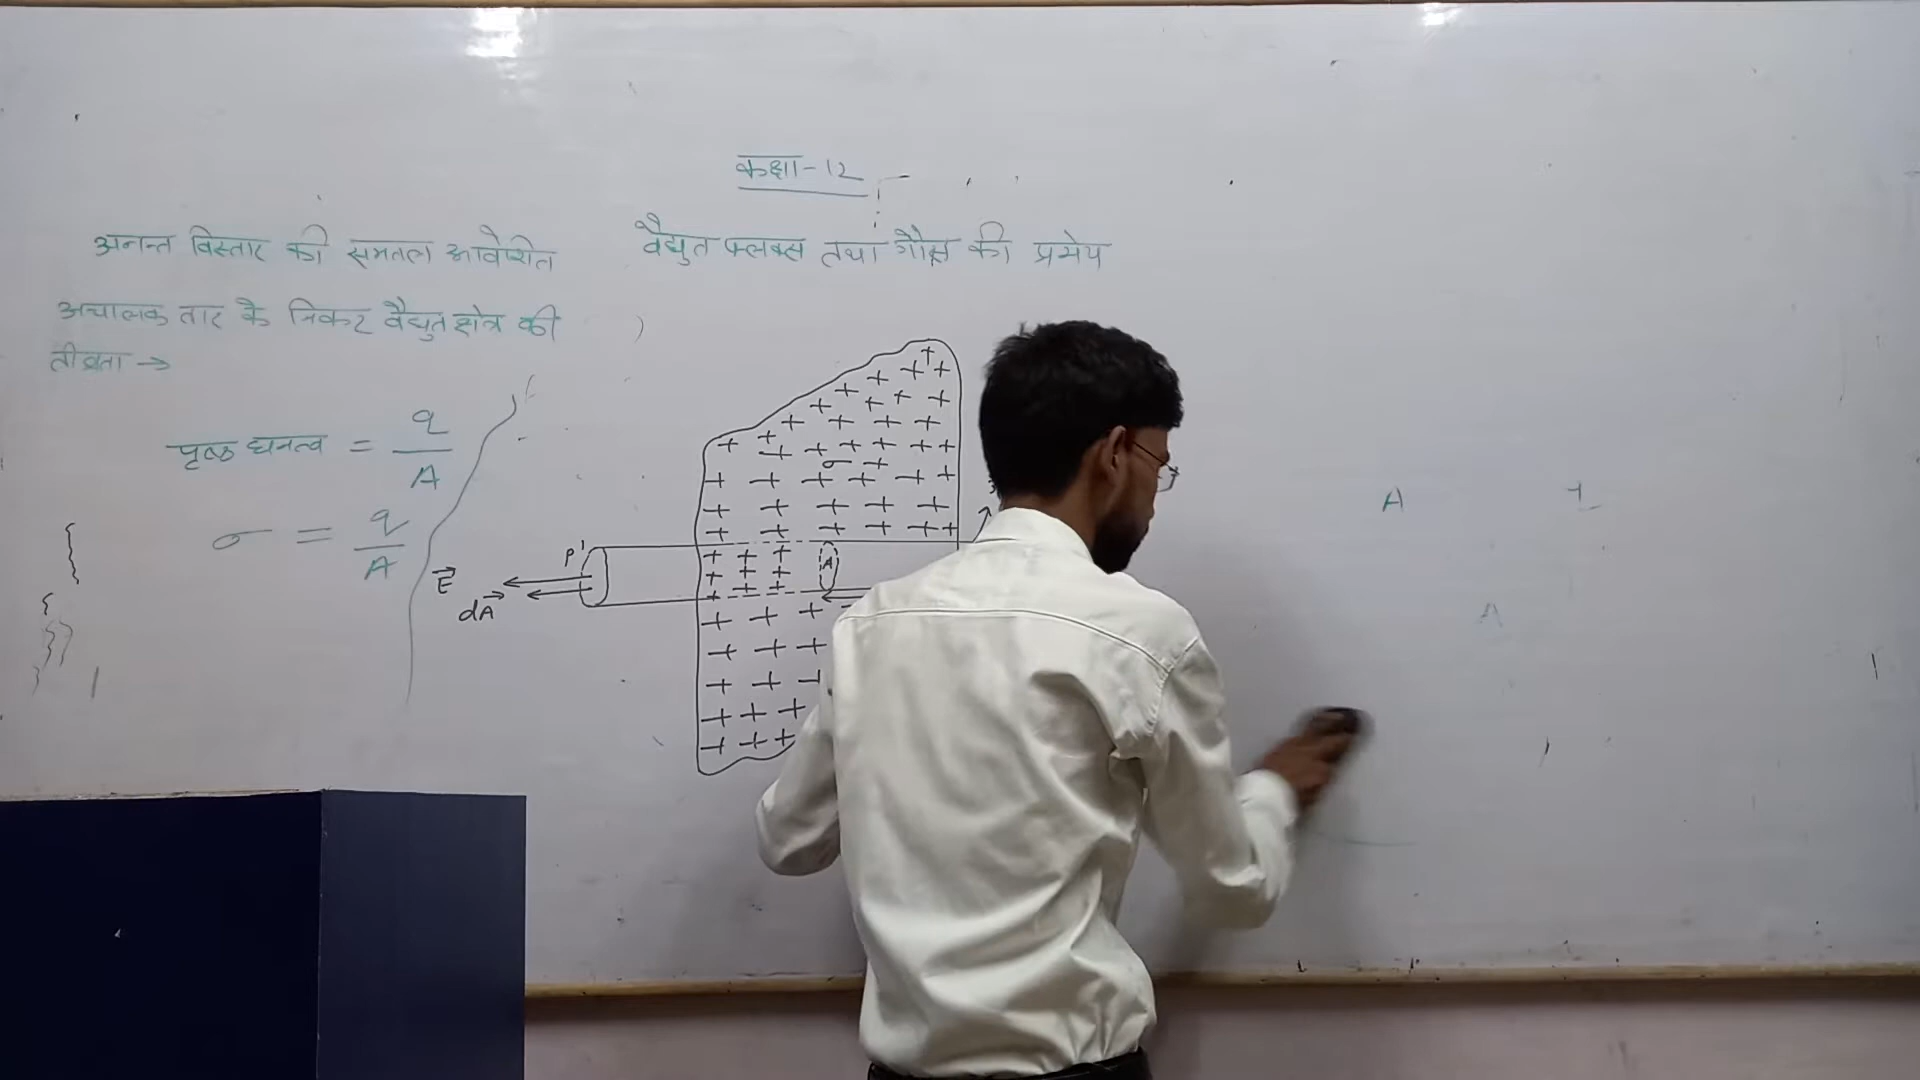 कक्षा-12
अनन्त विस्तार की समतल आवेशित
वैद्युत फ्लक्स तथा गौस की प्रमेय
अचालक तार के निकट वैद्युत क्षेत्र की
तीव्रता →
पृष्ठ घनत्व = q/A
σ = q/A
σ
P'
A
E⃗
dA⃗
A
A